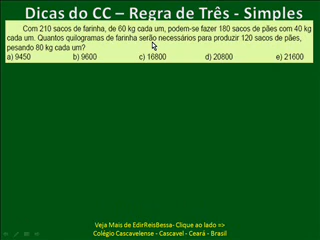 Dicas do CC – Regra de Três - Simples
Com 210 sacos de farinha, de 60 kg cada um, podem-se fazer 180 sacos de pães com 40 kg
cada um. Quantos quilogramas de farinha serão necessários para produzir 120 sacos de pães,
pesando 80 kg cada um?
a) 9450 b) 9600 c) 16800 d) 20800 e) 21600
Veja Mais de EdirReisBessa- Clique ao lado =>
Colégio Cascavelense - Cascavel - Ceará - Brasil